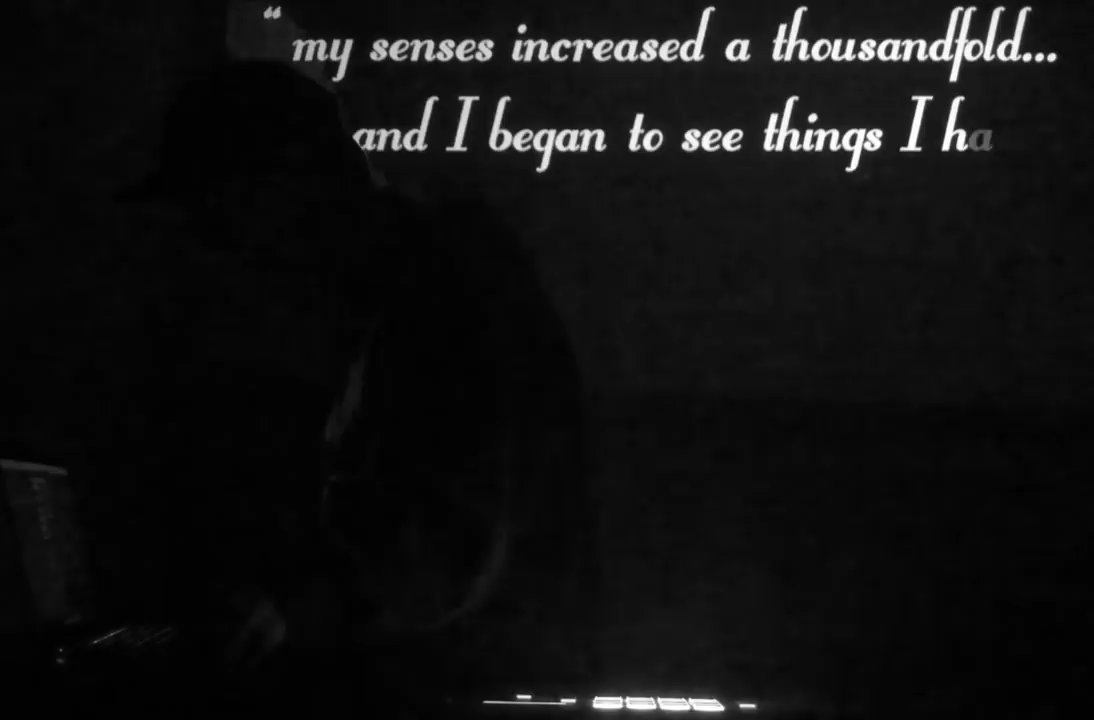 “my senses increased a thousandfold...
and I began to see things I ha